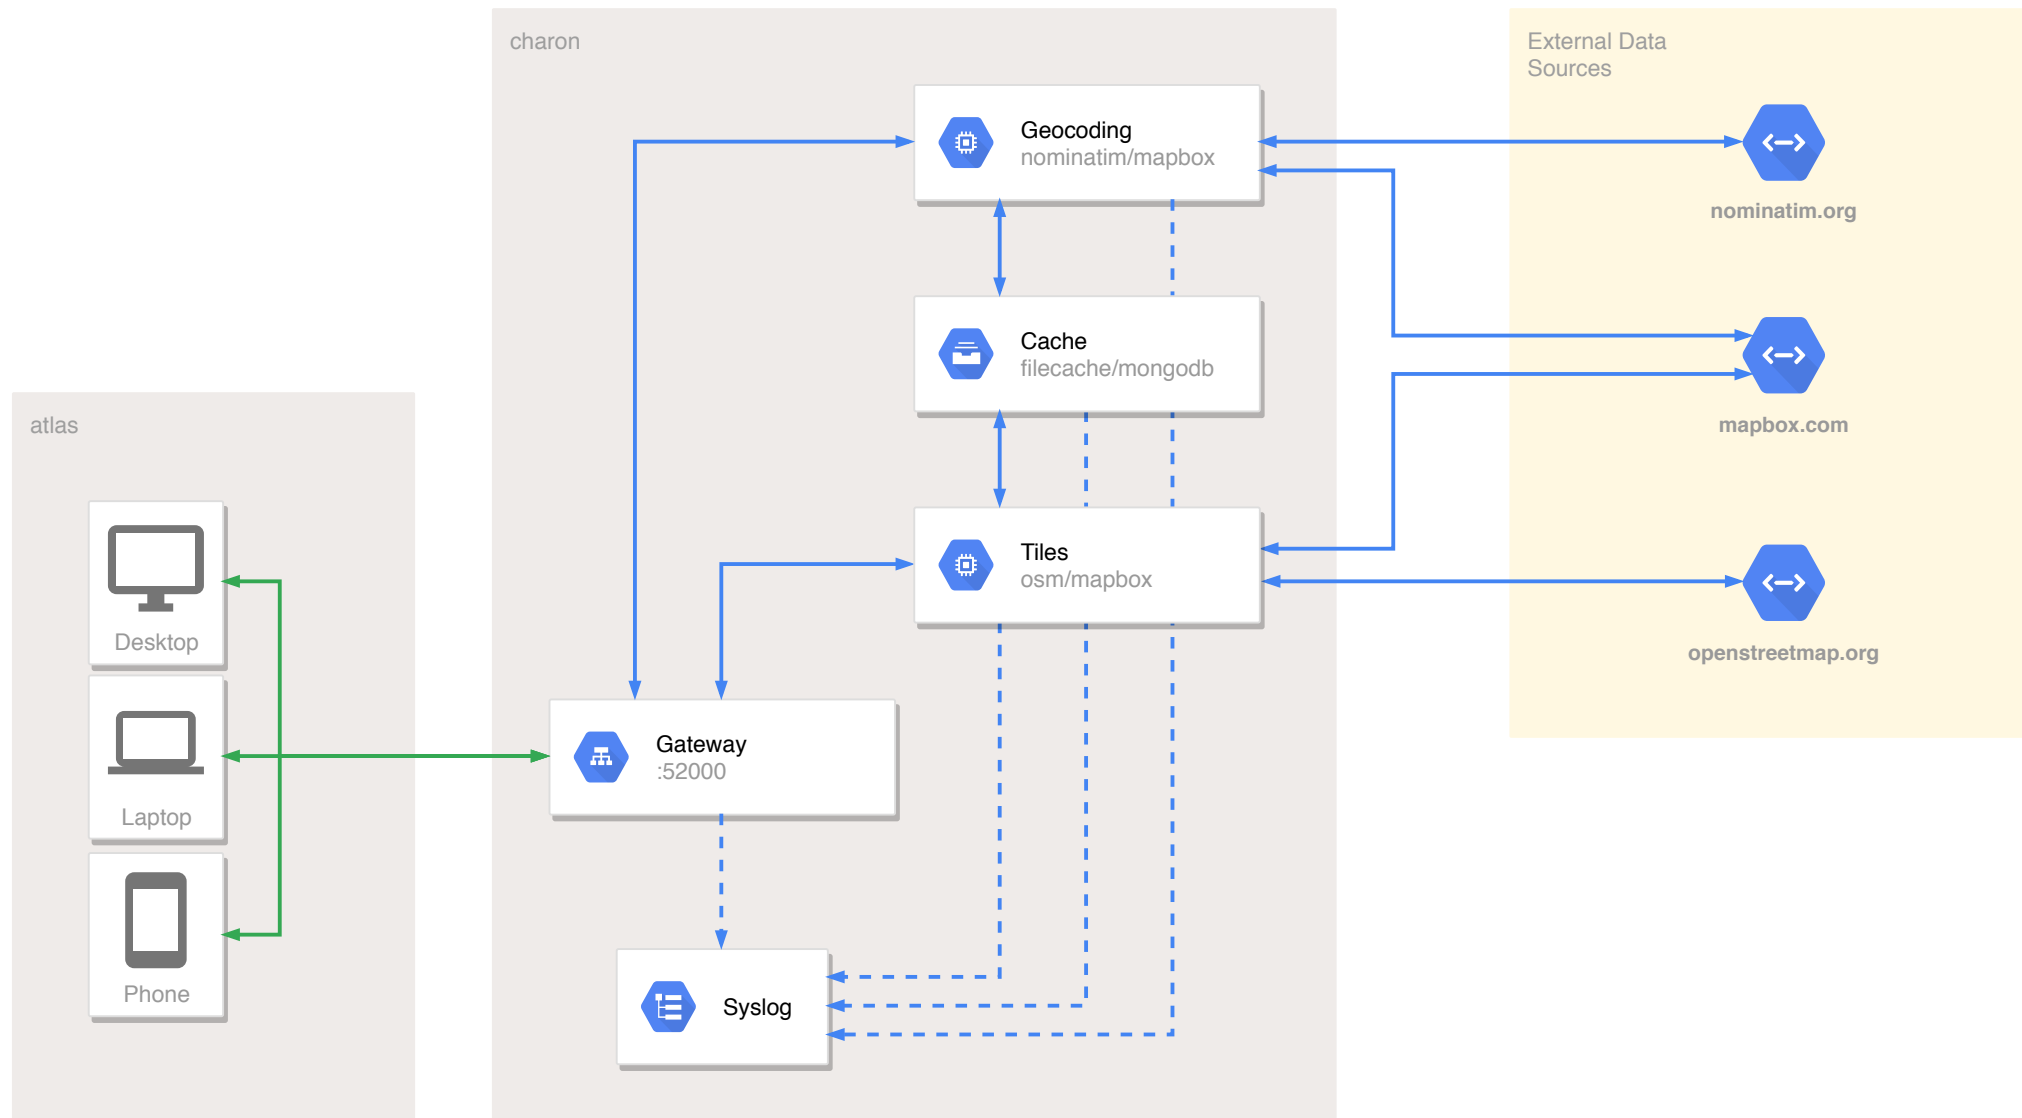 charon
External Data
Sources
Geocoding
nominatim/mapbox
nominatim.org
Cache
filecache/mongodb
mapbox.com
atlas
Tiles
osm/mapbox
Desktop
openstreetmap.org
Gateway
:52000
Laptop
Phone
Syslog